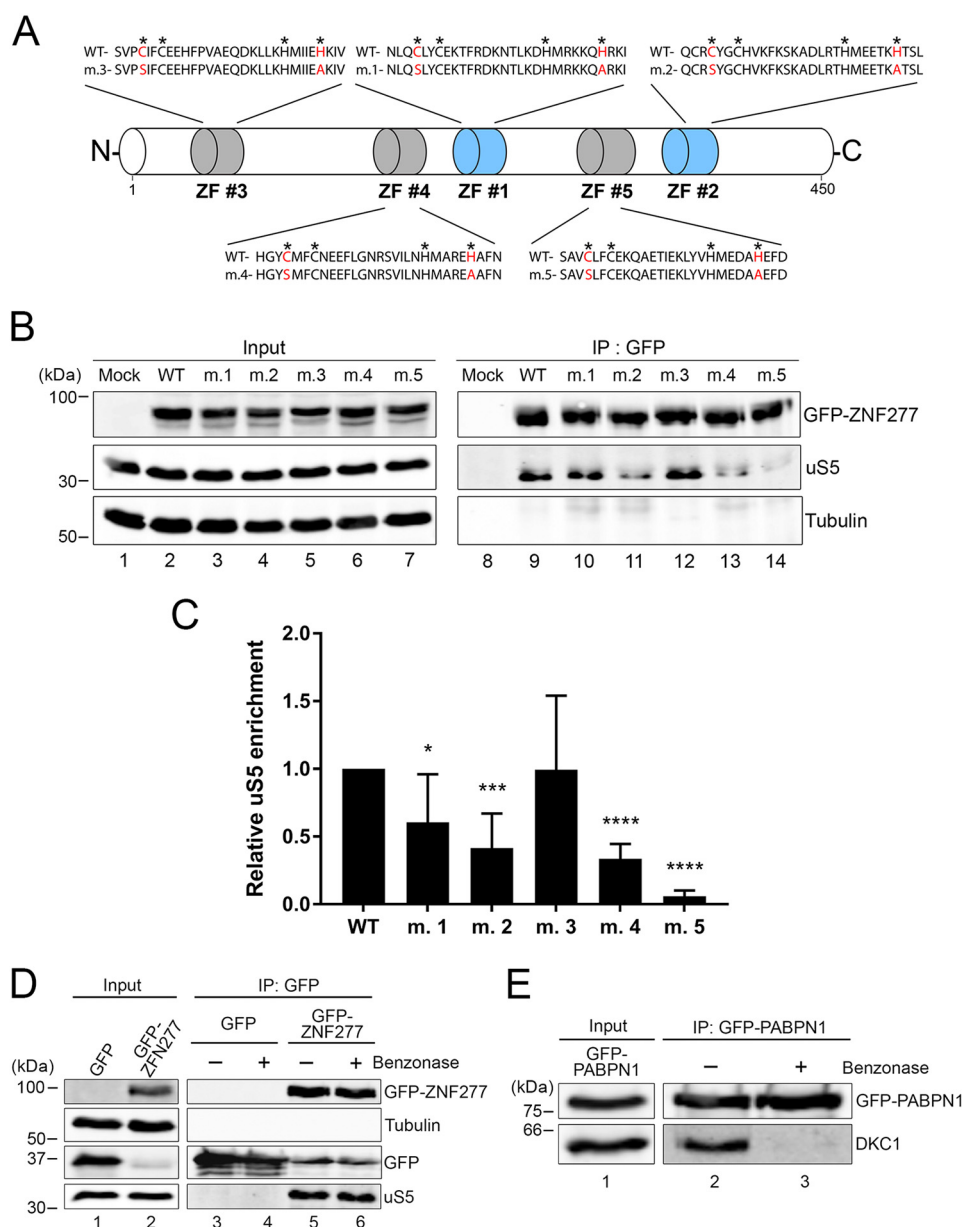 A
* * * * * * * * * * * *
WT- SVPCIFCEEHFPVAEQDKLLKHMIIEHKIV WT- NLQCLYCEKTFRDKNTLKDHMRKKQHRKI WT- QCRCYGCHVKFKSKADLRTHMEETKHTSL
m.3- SVPSIFCEEHFPVAEQDKLLKHMIIEAKIV m.1- NLQSLYCEKTFRDKNTLKDHMRKKQARKI m.2- QCRSYGCHVKFKSKADLRTHMEETKATSL
N- -C
1 ZF #3 ZF #4 ZF #1 ZF #5 ZF #2 450
* * * * * * * *
WT- HGYCMFCNEEFLGNRSVILNHMAREHAFN WT- SAVCLFCEKQAETIEKLYVHMEDAHEFD
m.4- HGYSMFCNEEFLGNRSVILNHMAREAAFN m.5- SAVSLFCEKQAETIEKLYVHMEDAAEFD
B
Input IP : GFP
(kDa) Mock WT m.1 m.2 m.3 m.4 m.5 Mock WT m.1 m.2 m.3 m.4 m.5
100 GFP-ZNF277
30 uS5
50 Tubulin
1 2 3 4 5 6 7 8 9 10 11 12 13 14
C
Relative uS5 enrichment
2.0
1.5
1.0
0.5
0.0
* *** **** ****
WT m. 1 m. 2 m. 3 m. 4 m. 5
D
Input IP: GFP
GFP GFP-ZFN277 GFP GFP-ZNF277
(kDa) − + − + Benzonase
100 GFP-ZNF277
50 Tubulin
37 GFP
30 uS5
1 2 3 4 5 6
E
Input IP: GFP-PABPN1
GFP-PABPN1
(kDa) − + Benzonase
75 GFP-PABPN1
66 DKC1
1 2 3